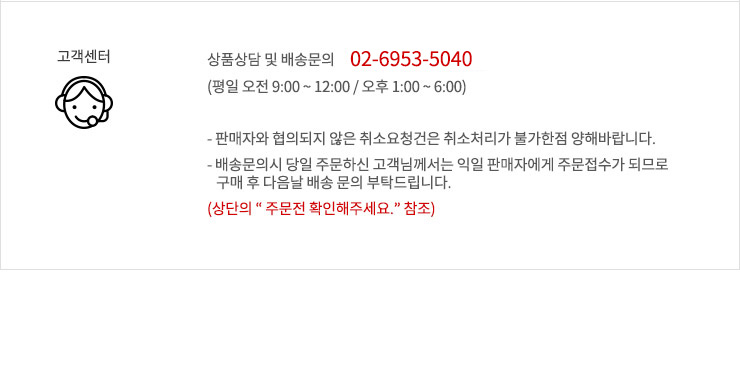 고객센터
상품상담 및 배송문의 02-6953-5040
(평일 오전 9:00 ~ 12:00 / 오후 1:00 ~ 6:00)
- 판매자와 협의되지 않은 취소요청건은 취소처리가 불가한점 양해바랍니다.
- 배송문의시 당일 주문하신 고객님께서는 익일 판매자에게 주문접수가 되므로
구매 후 다음날 배송 문의 부탁드립니다.
(상단의 “ 주문전 확인해주세요.” 참조)